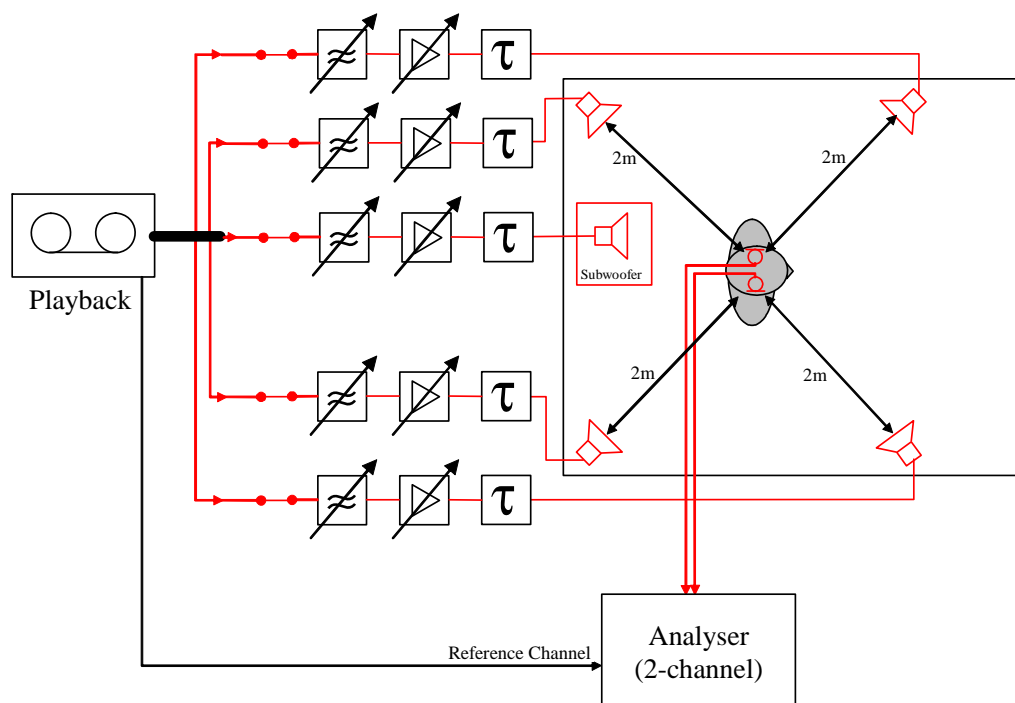 τ
τ
2m
2m
τ
Subwoofer
Playback
2m
2m
τ
τ
Reference Channel
Analyser
(2-channel)